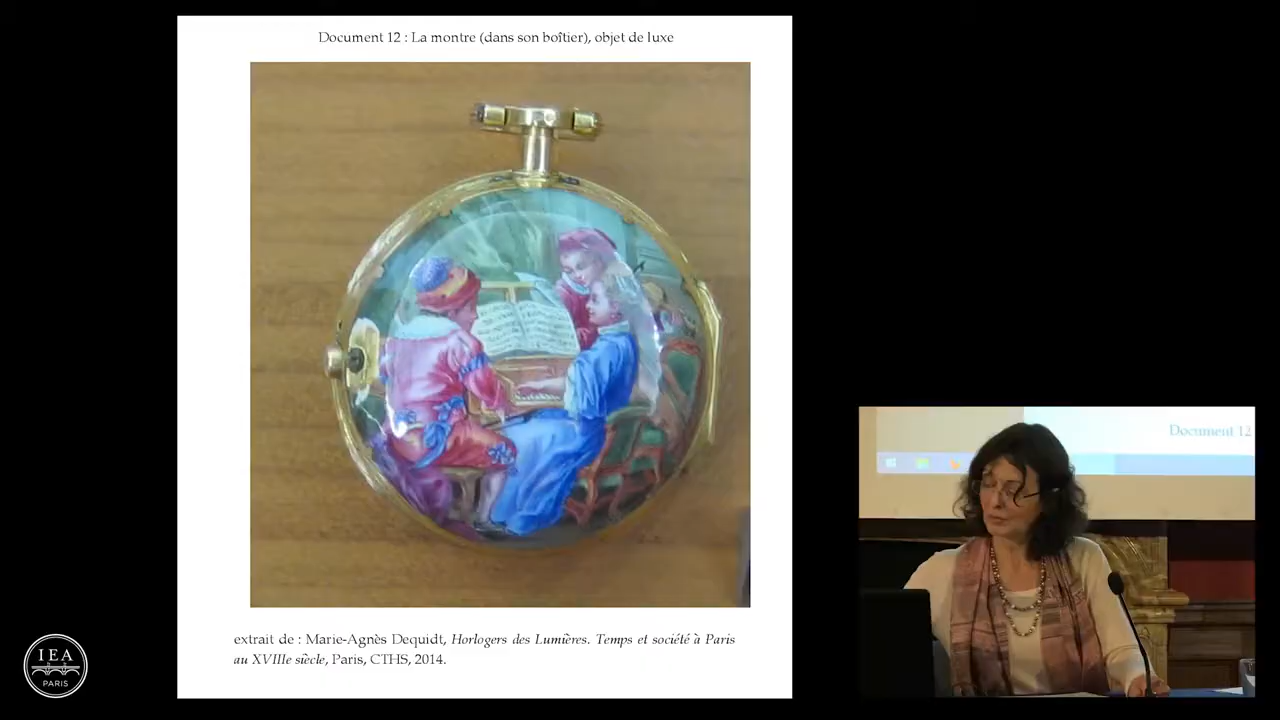 Document 12 : La montre (dans son boîtier), objet de luxe
extrait de : Marie-Agnès Dequidt, Horlogers des Lumières. Temps et société à Paris
au XVIIIe siècle, Paris, CTHS, 2014.
Document 12
IEA
PARIS